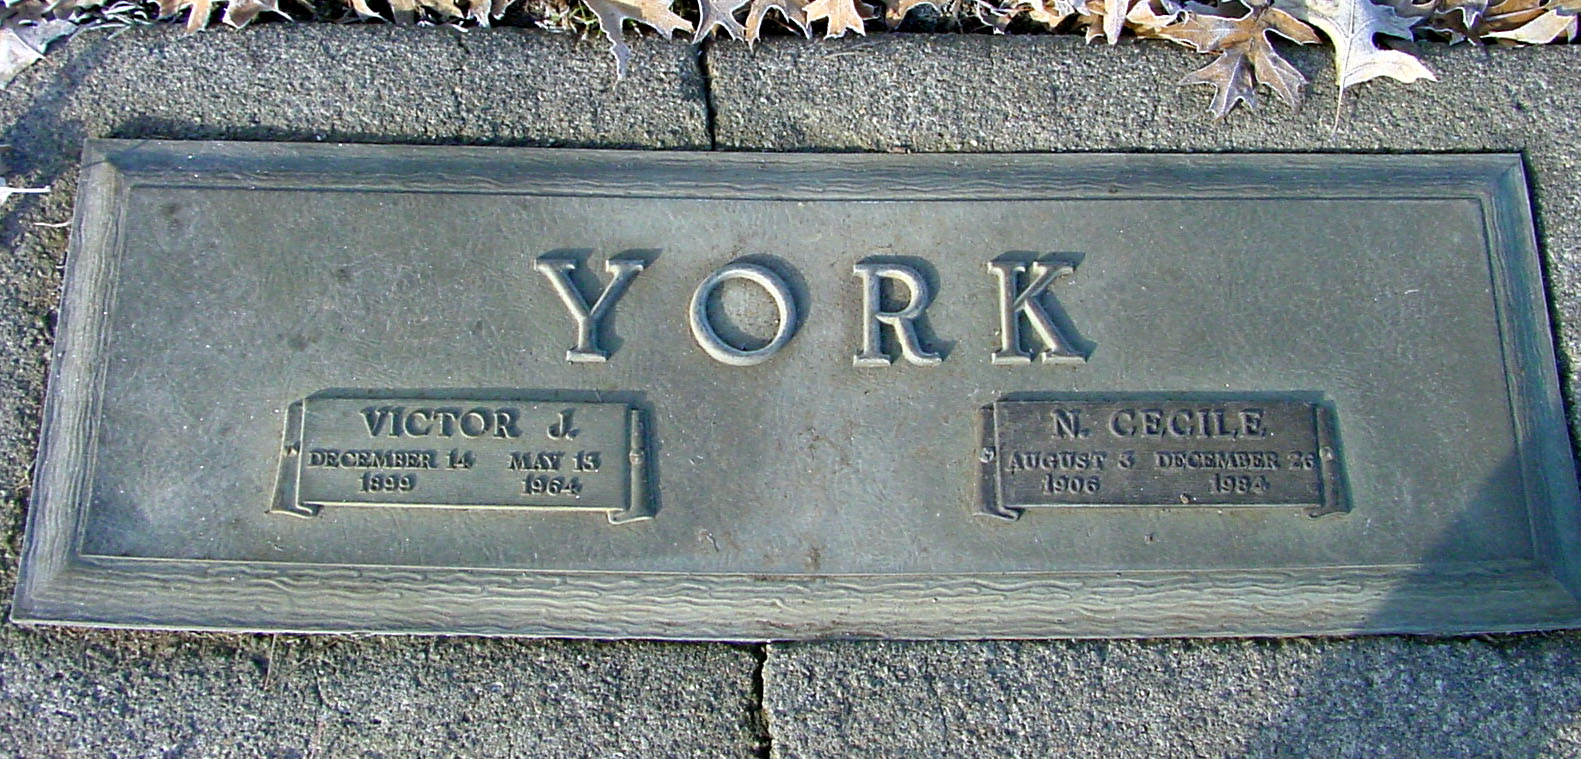 YORK
VICTOR J.
DECEMBER 14 MAY 13
1899 1964
N. CECILE
AUGUST 3 DECEMBER 26
1906 1984